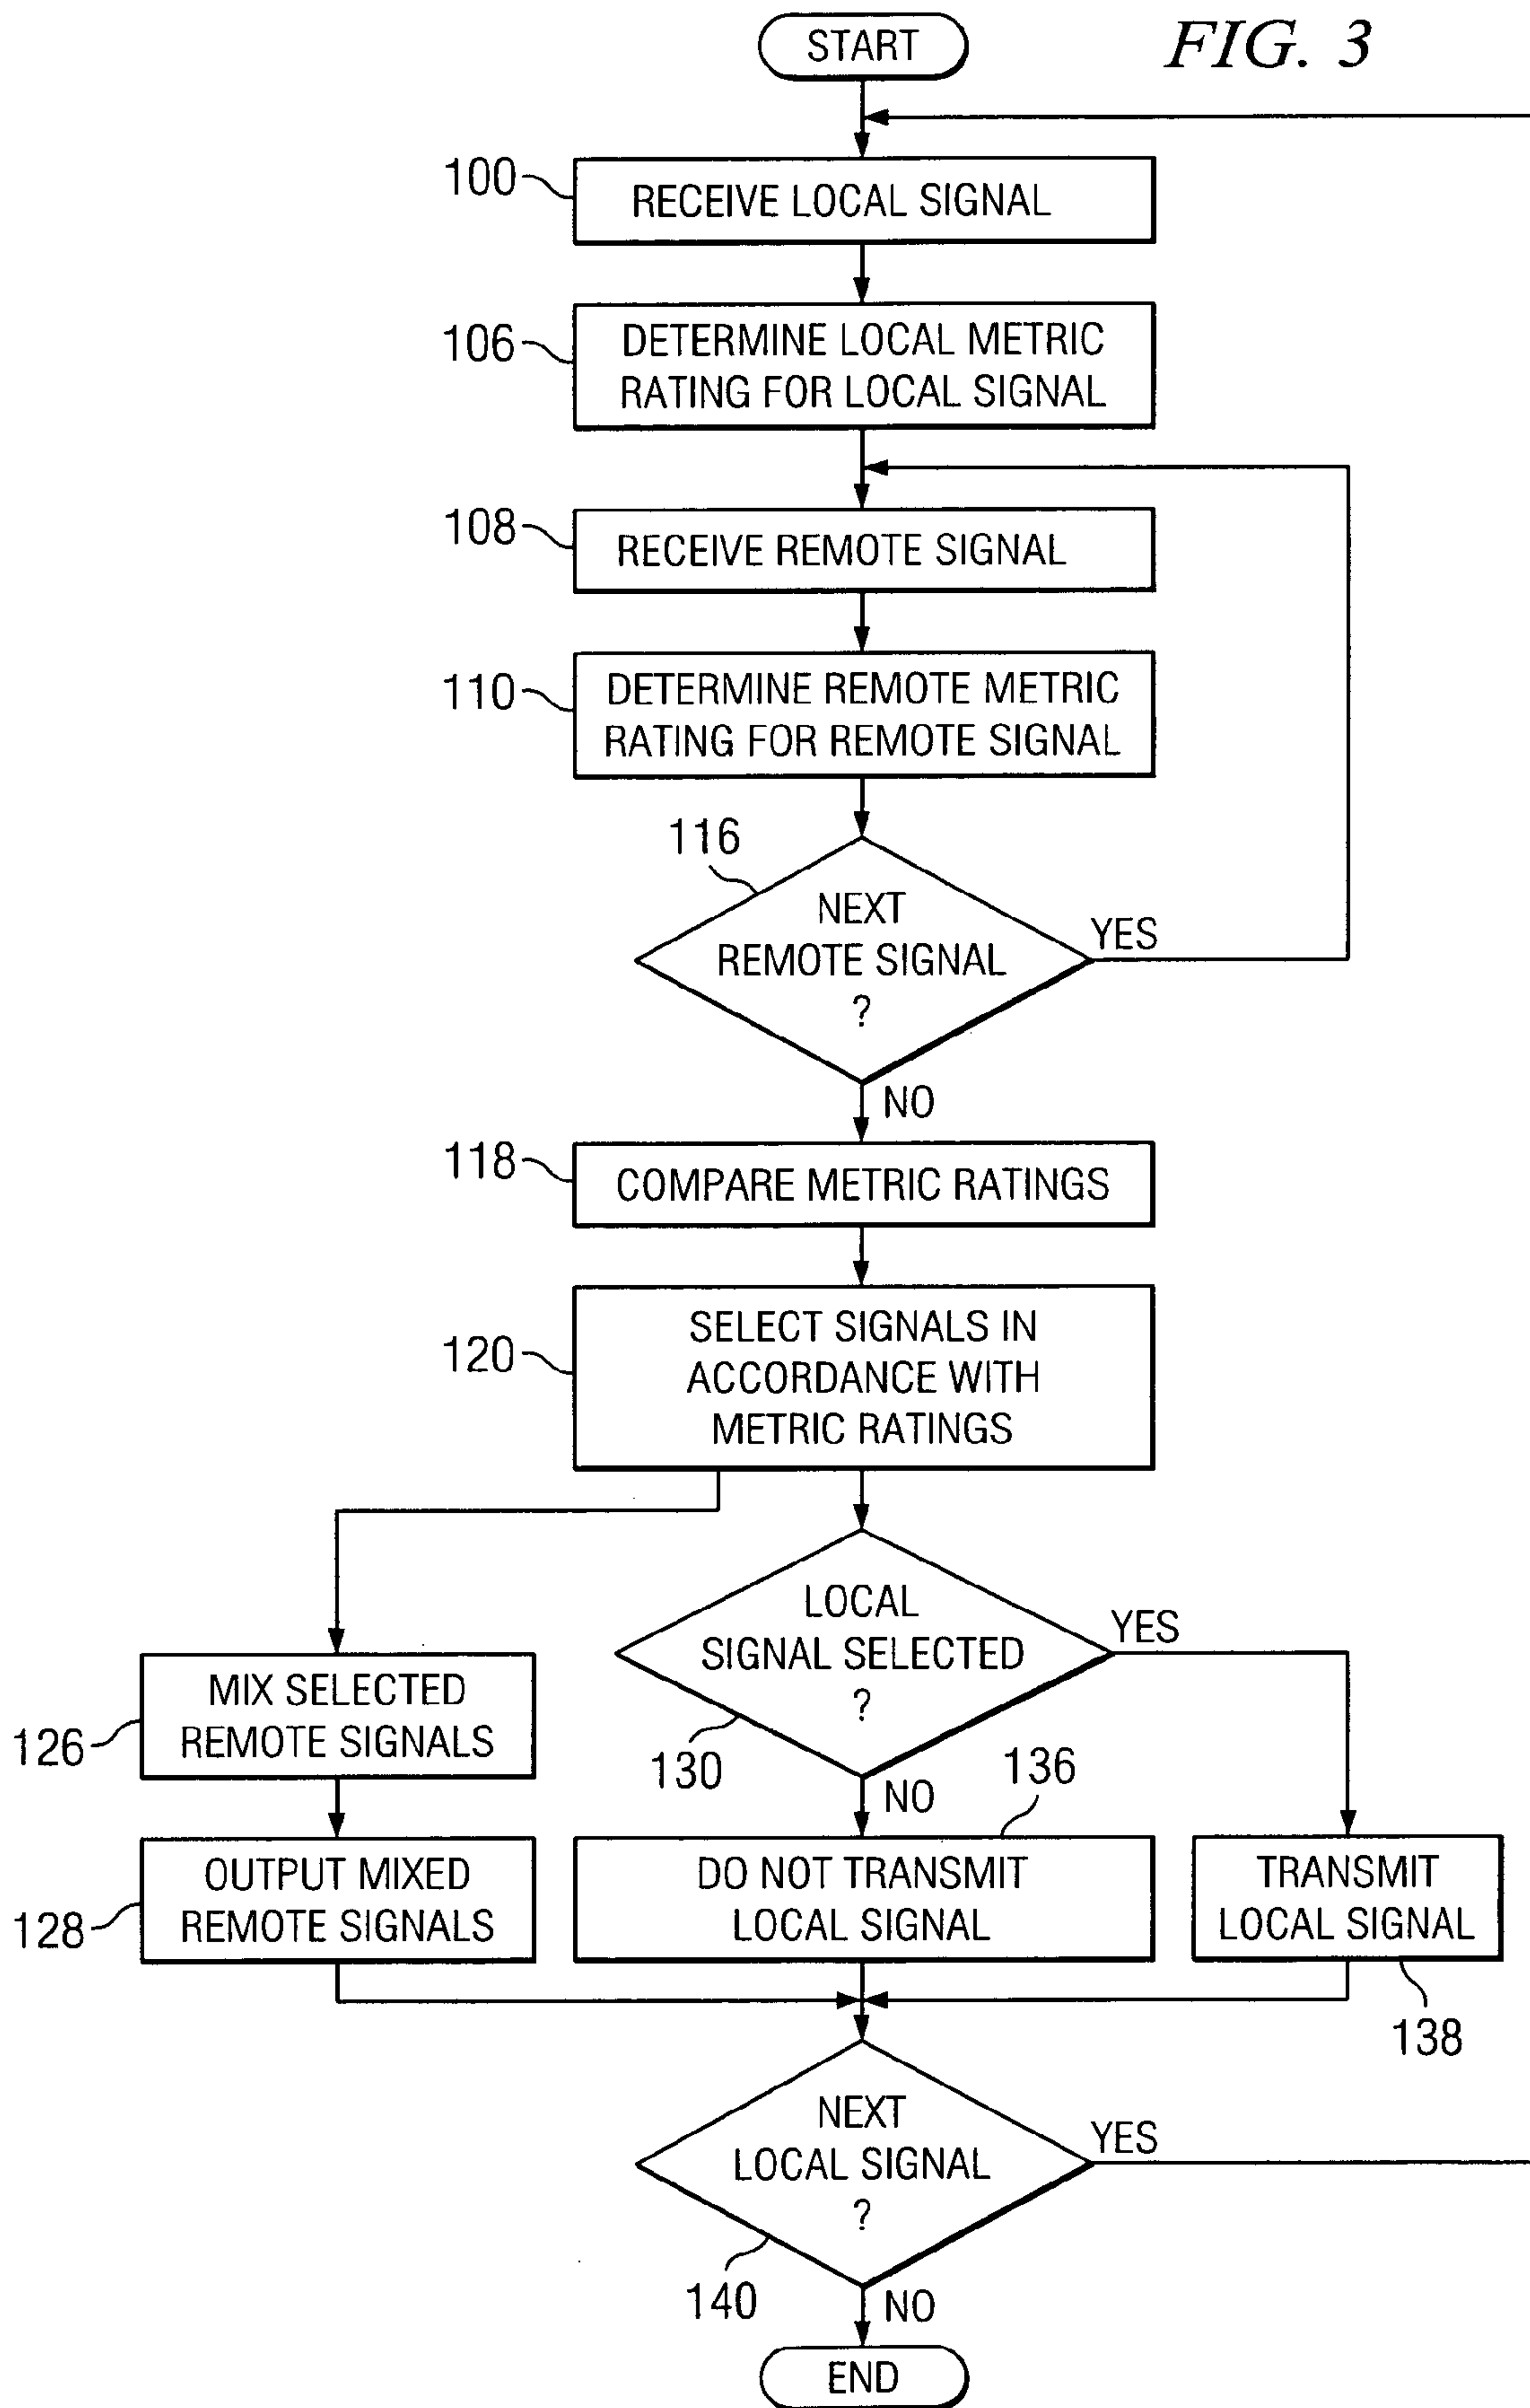 START
FIG. 3
100
RECEIVE LOCAL SIGNAL
106
DETERMINE LOCAL METRIC
RATING FOR LOCAL SIGNAL
108
RECEIVE REMOTE SIGNAL
110
DETERMINE REMOTE METRIC
RATING FOR REMOTE SIGNAL
116
NEXT
REMOTE SIGNAL
?
YES
NO
118
COMPARE METRIC RATINGS
120
SELECT SIGNALS IN
ACCORDANCE WITH
METRIC RATINGS
LOCAL
SIGNAL SELECTED
?
YES
130
NO
MIX SELECTED
REMOTE SIGNALS
126
136
OUTPUT MIXED
REMOTE SIGNALS
128
DO NOT TRANSMIT
LOCAL SIGNAL
TRANSMIT
LOCAL SIGNAL
138
NEXT
LOCAL SIGNAL
?
YES
140
NO
END